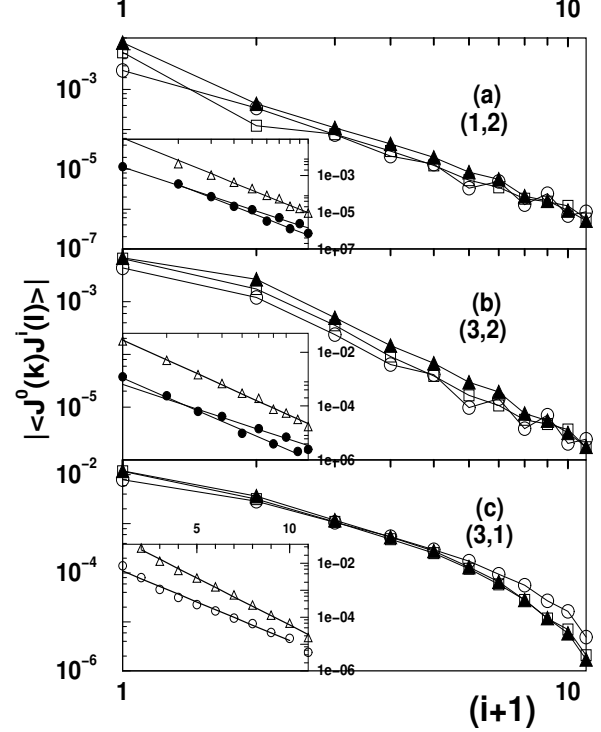 1 10
10^-3
(a)
(1,2)
10^-5
1e−03
1e−05
10^-7
1e−07
|<J^0(k)J^i(l)>|
10^-3
(b)
(3,2)
1e−02
10^-5
1e−04
1e−06
10^-2
(c)
(3,1)
5 10
1e−02
10^-4
1e−04
10^-6
1e−06
1 10
(i+1)